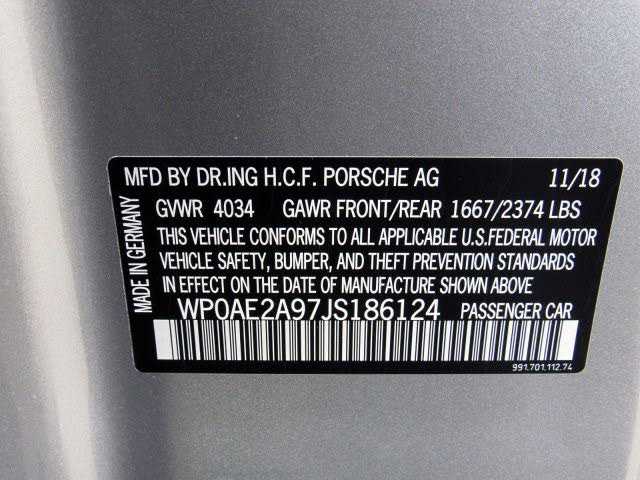 MFD BY DR.ING H.C.F. PORSCHE AG 11/18
GVWR 4034 GAWR FRONT/REAR 1667/2374 LBS
THIS VEHICLE CONFORMS TO ALL APPLICABLE U.S.FEDERAL MOTOR
VEHICLE SAFETY, BUMPER, AND THEFT PREVENTION STANDARDS
IN EFFECT ON THE DATE OF MANUFACTURE SHOWN ABOVE
WP0AE2A97JS186124 PASSENGER CAR
991.701.112.74
MADE IN GERMANY